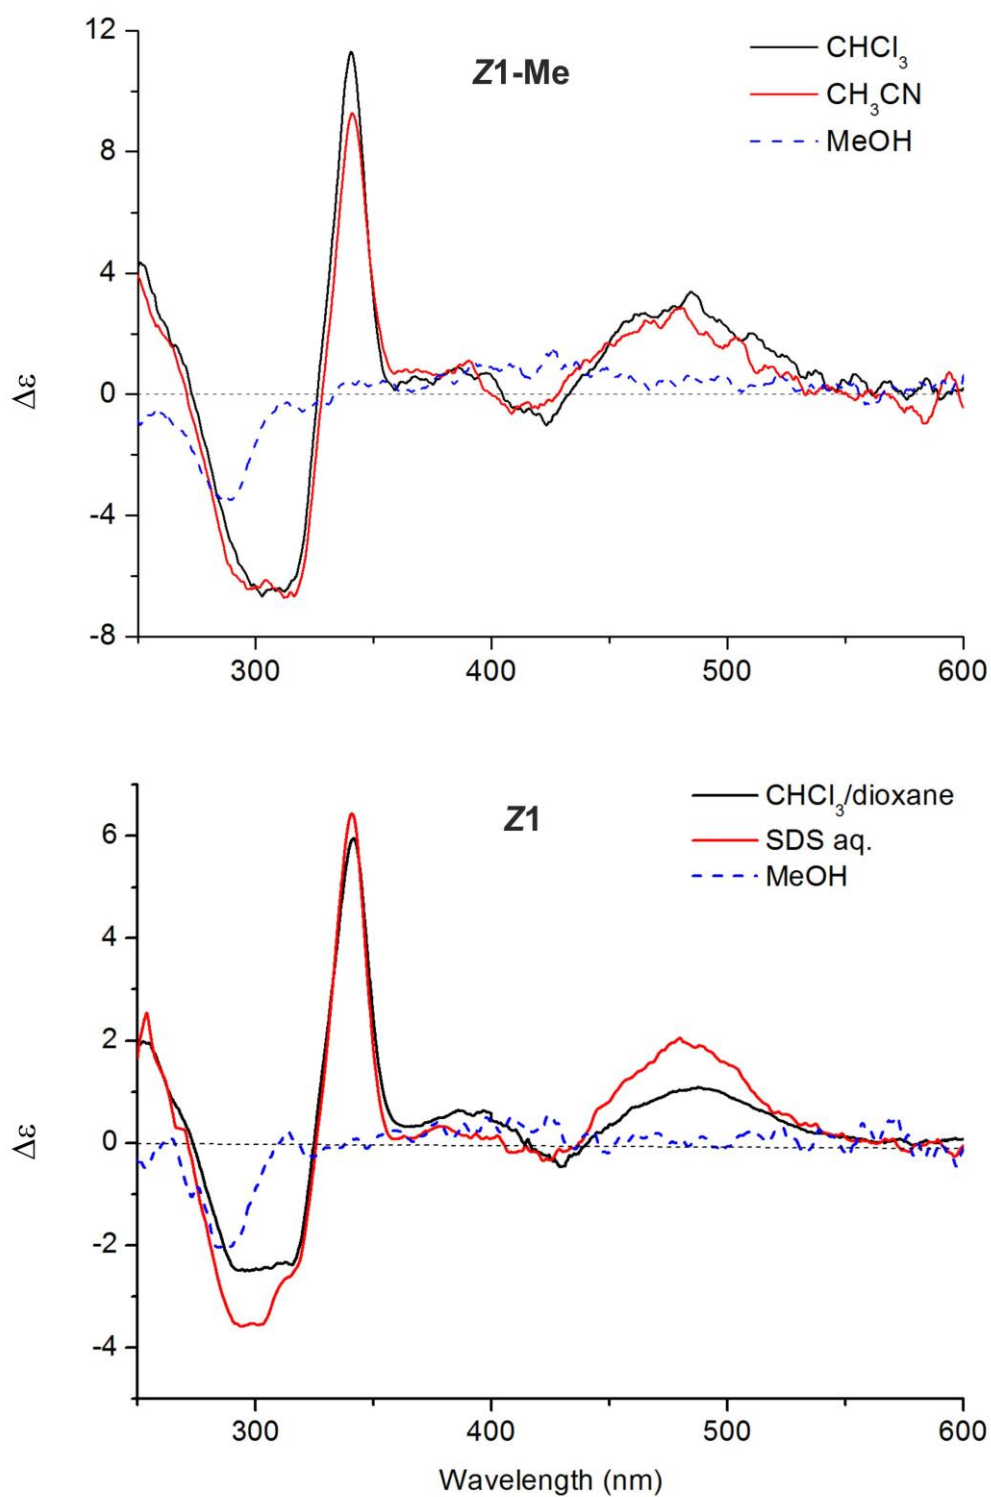 12
8
4
0
-4
-8
Δε
Z1-Me
CHCl₃
CH₃CN
MeOH
300
400
500
600
6
4
2
0
-2
-4
Δε
Z1
CHCl₃/dioxane
SDS aq.
MeOH
300
400
500
600
Wavelength (nm)